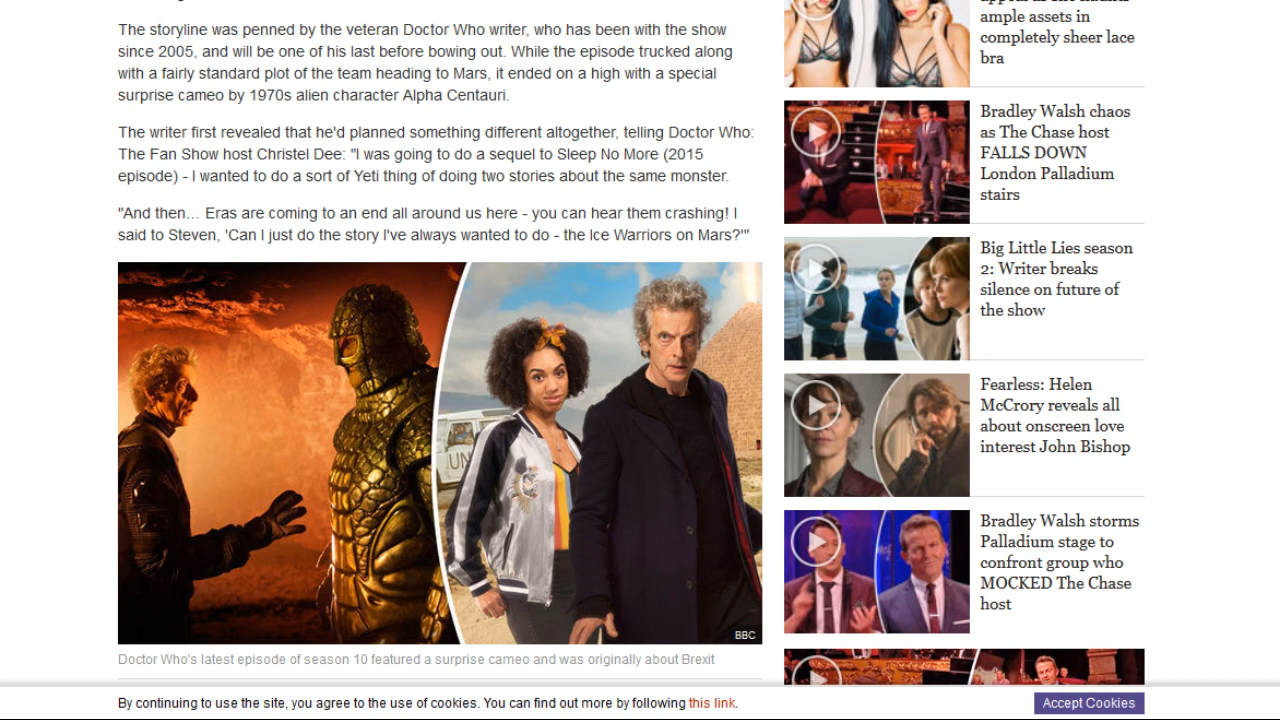 The storyline was penned by the veteran Doctor Who writer, who has been with the show
since 2005, and will be one of his last before bowing out. While the episode trucked along
with a fairly standard plot of the team heading to Mars, it ended on a high with a special
surprise cameo by 1970s alien character Alpha Centauri.
The writer first revealed that he'd planned something different altogether, telling Doctor Who:
The Fan Show host Christel Dee: "I was going to do a sequel to Sleep No More (2015
episode) - I wanted to do a sort of Yeti thing of doing two stories about the same monster.
"And then… Eras are coming to an end all around us here - you can hear them crashing! I
said to Steven, 'Can I just do the story I've always wanted to do - the Ice Warriors on Mars?'"
UN
BBC
Doctor Who's latest episode of season 10 featured a surprise cameo and was originally about Brexit
ample assets in
completely sheer lace
bra
Bradley Walsh chaos
as The Chase host
FALLS DOWN
London Palladium
stairs
Big Little Lies season
2: Writer breaks
silence on future of
the show
Fearless: Helen
McCrory reveals all
about onscreen love
interest John Bishop
Bradley Walsh storms
Palladium stage to
confront group who
MOCKED The Chase
host
By continuing to use the site, you agree to the use of cookies. You can find out more by following this link.
Accept Cookies